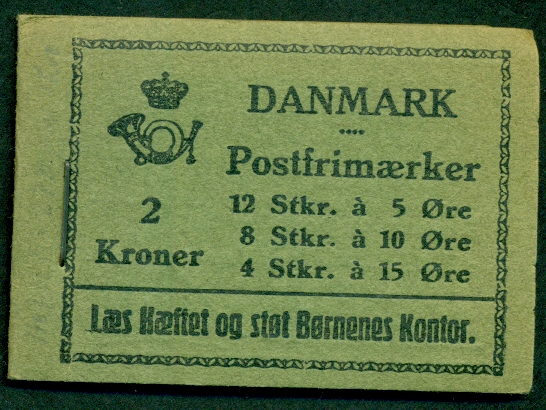 DANMARK
Postfrimærker
2
Kroner
12 Stkr. à 5 Øre
8 Stkr. à 10 Øre
4 Stkr. à 15 Øre
Læs Hæftet og støt Børnenes Kontor.